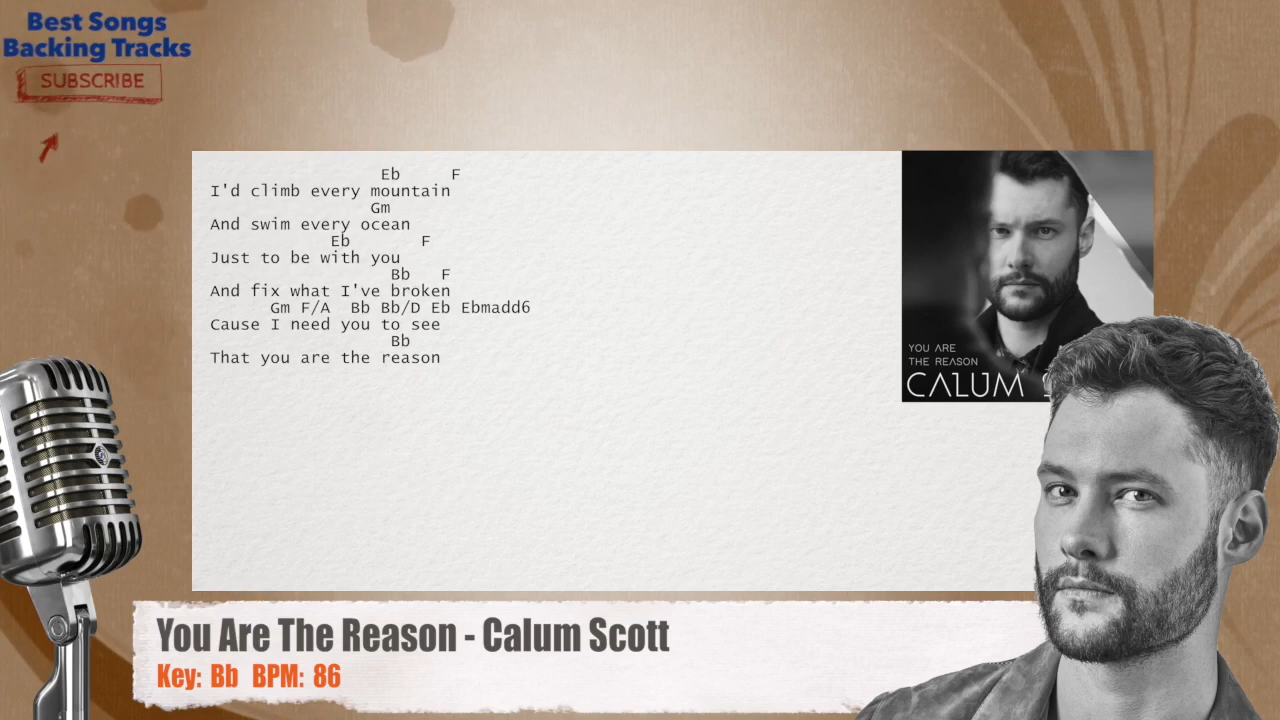 Best Songs
Backing Tracks
SUBSCRIBE
Eb F
I'd climb every mountain
Gm
And swim every ocean
Eb F
Just to be with you
Bb F
And fix what I've broken
Gm F/A Bb Bb/D Eb Ebmadd6
Cause I need you to see
Bb
That you are the reason
YOU ARE
THE REASON
CALUM
You Are The Reason - Calum Scott
Key: Bb BPM: 86